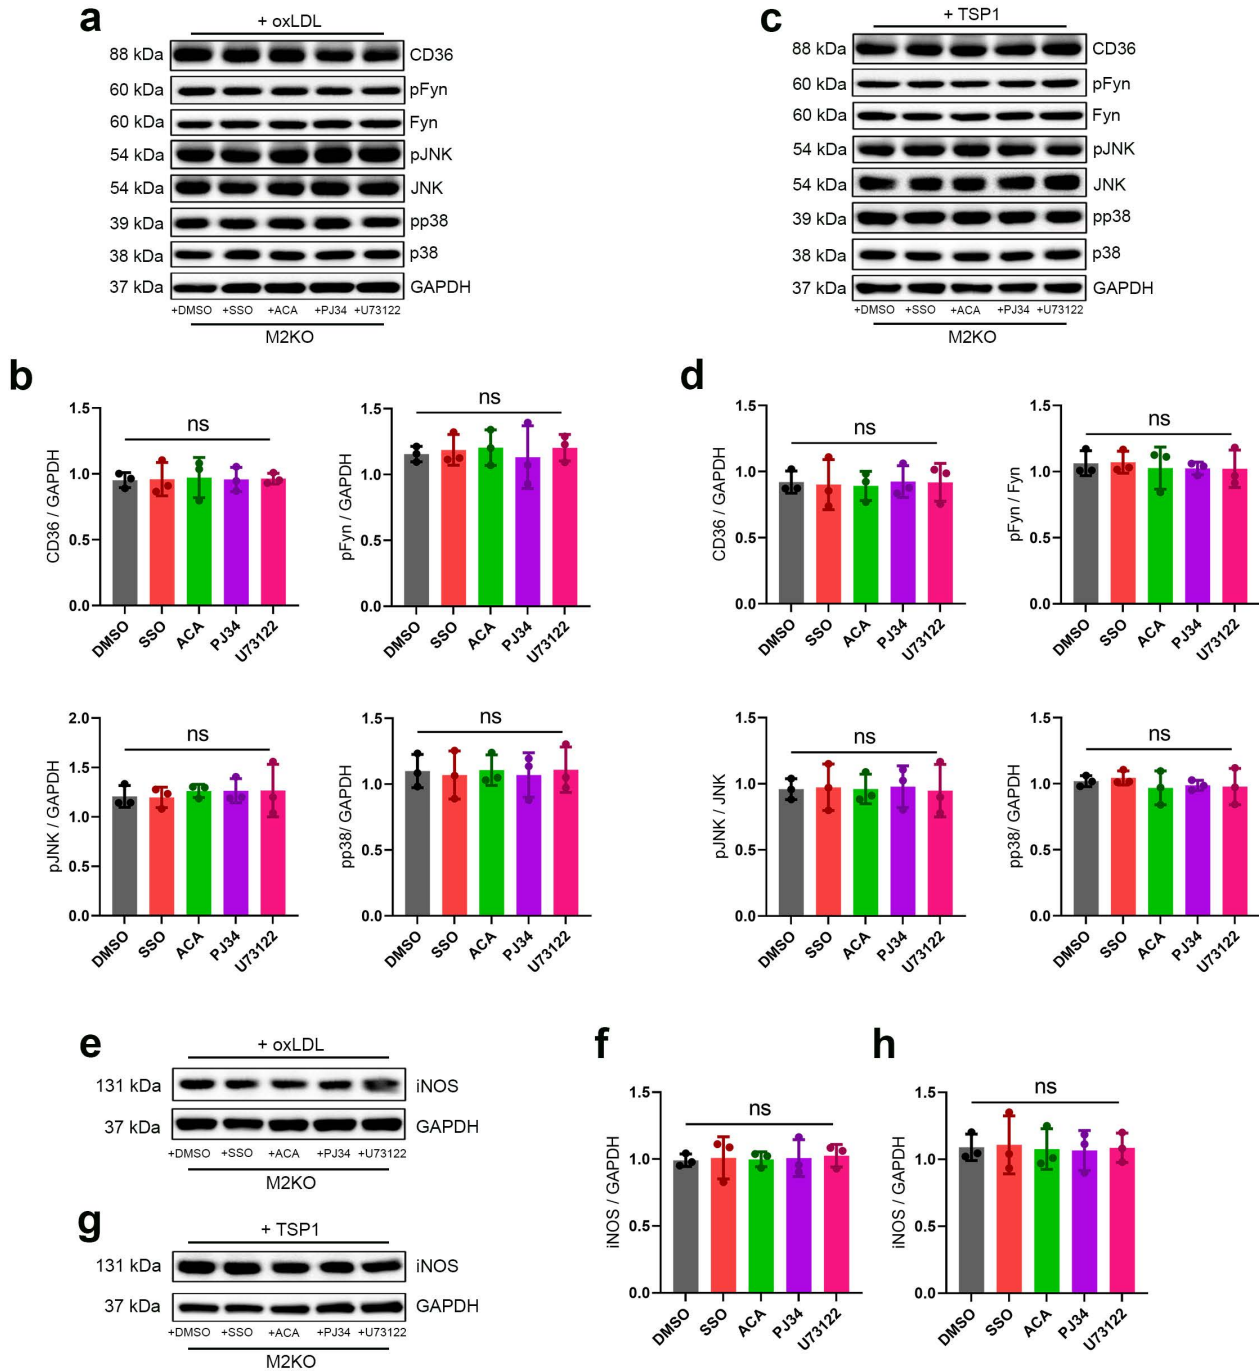 a
+ oxLDL
88 kDa CD36
60 kDa pFyn
60 kDa Fyn
54 kDa pJNK
54 kDa JNK
39 kDa pp38
38 kDa p38
37 kDa GAPDH
+DMSO +SSO +ACA +PJ34 +U73122
M2KO
c
+ TSP1
88 kDa CD36
60 kDa pFyn
60 kDa Fyn
54 kDa pJNK
54 kDa JNK
39 kDa pp38
38 kDa p38
37 kDa GAPDH
+DMSO +SSO +ACA +PJ34 +U73122
M2KO
b
CD36 / GAPDH
1.5
1.0
0.5
0.0
ns
DMSO SSO ACA PJ34 U73122
pFyn / GAPDH
1.5
1.0
0.5
0.0
ns
DMSO SSO ACA PJ34 U73122
pJNK / GAPDH
2.0
1.5
1.0
0.5
0.0
ns
DMSO SSO ACA PJ34 U73122
pp38/ GAPDH
1.5
1.0
0.5
0.0
ns
DMSO SSO ACA PJ34 U73122
d
CD36 / GAPDH
1.5
1.0
0.5
0.0
ns
DMSO SSO ACA PJ34 U73122
pFyn / Fyn
1.5
1.0
0.5
0.0
ns
DMSO SSO ACA PJ34 U73122
pJNK / JNK
1.5
1.0
0.5
0.0
ns
DMSO SSO ACA PJ34 U73122
pp38/ GAPDH
1.5
1.0
0.5
0.0
ns
DMSO SSO ACA PJ34 U73122
e
+ oxLDL
131 kDa iNOS
37 kDa GAPDH
+DMSO +SSO +ACA +PJ34 +U73122
M2KO
g
+ TSP1
131 kDa iNOS
37 kDa GAPDH
+DMSO +SSO +ACA +PJ34 +U73122
M2KO
f
iNOS / GAPDH
1.5
1.0
0.5
0.0
ns
DMSO SSO ACA PJ34 U73122
h
iNOS / GAPDH
1.5
1.0
0.5
0.0
ns
DMSO SSO ACA PJ34 U73122